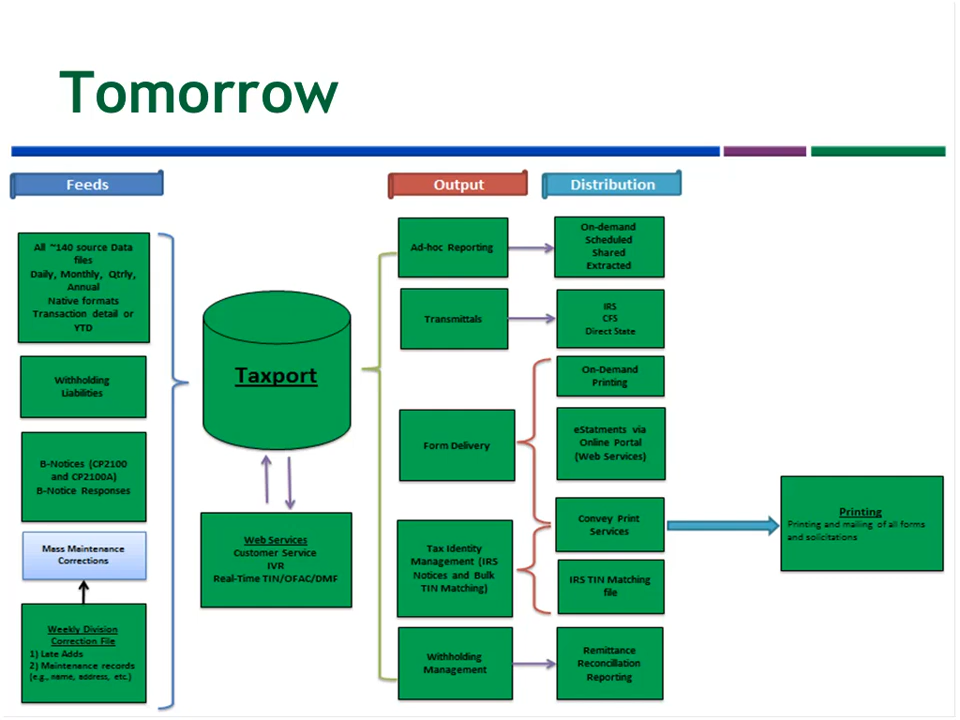 Tomorrow
Feeds
Output
Distribution
All ~140 source Data
files
Daily, Monthly, Qtrly,
Annual
Native formats
Transaction detail or
YTD
Withholding
Liabilities
B-Notices (CP2100
and CP2100A)
B-Notice Responses
Mass Maintenance
Corrections
Weekly Division
Correction File
1) Late Adds
2) Maintenance records
(e.g., name, address, etc.)
Taxport
Web Services
Customer Service
IVR
Real-Time TIN/OFAC/DMF
Ad-hoc Reporting
Transmittals
Form Delivery
Tax Identity
Management (IRS
Notices and Bulk
TIN Matching)
Withholding
Management
On-demand
Scheduled
Shared
Extracted
IRS
CFS
Direct State
On-Demand
Printing
eStatments via
Online Portal
(Web Services)
Convey Print
Services
IRS TIN Matching
file
Remittance
Reconcillation
Reporting
Printing
Printing and mailing of all forms
and solicitations